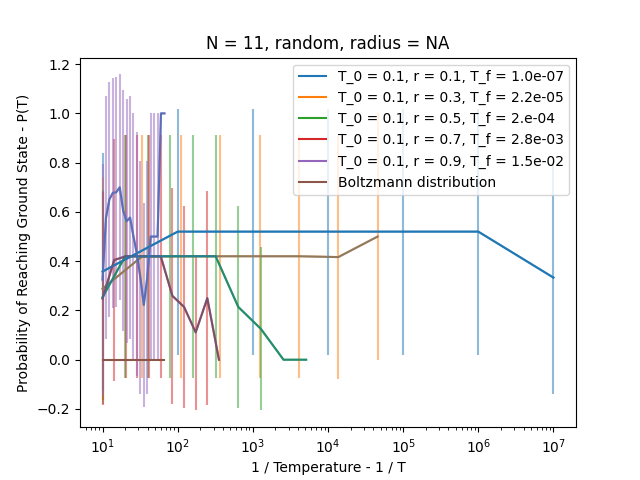 N = 11, random, radius = NA
Probability of Reaching Ground State - P(T)
1.2
1.0
0.8
0.6
0.4
0.2
0.0
−0.2
T_0 = 0.1, r = 0.1, T_f = 1.0e-07
T_0 = 0.1, r = 0.3, T_f = 2.2e-05
T_0 = 0.1, r = 0.5, T_f = 2.e-04
T_0 = 0.1, r = 0.7, T_f = 2.8e-03
T_0 = 0.1, r = 0.9, T_f = 1.5e-02
Boltzmann distribution
10¹ 10² 10³ 10⁴ 10⁵ 10⁶ 10⁷
1 / Temperature - 1 / T